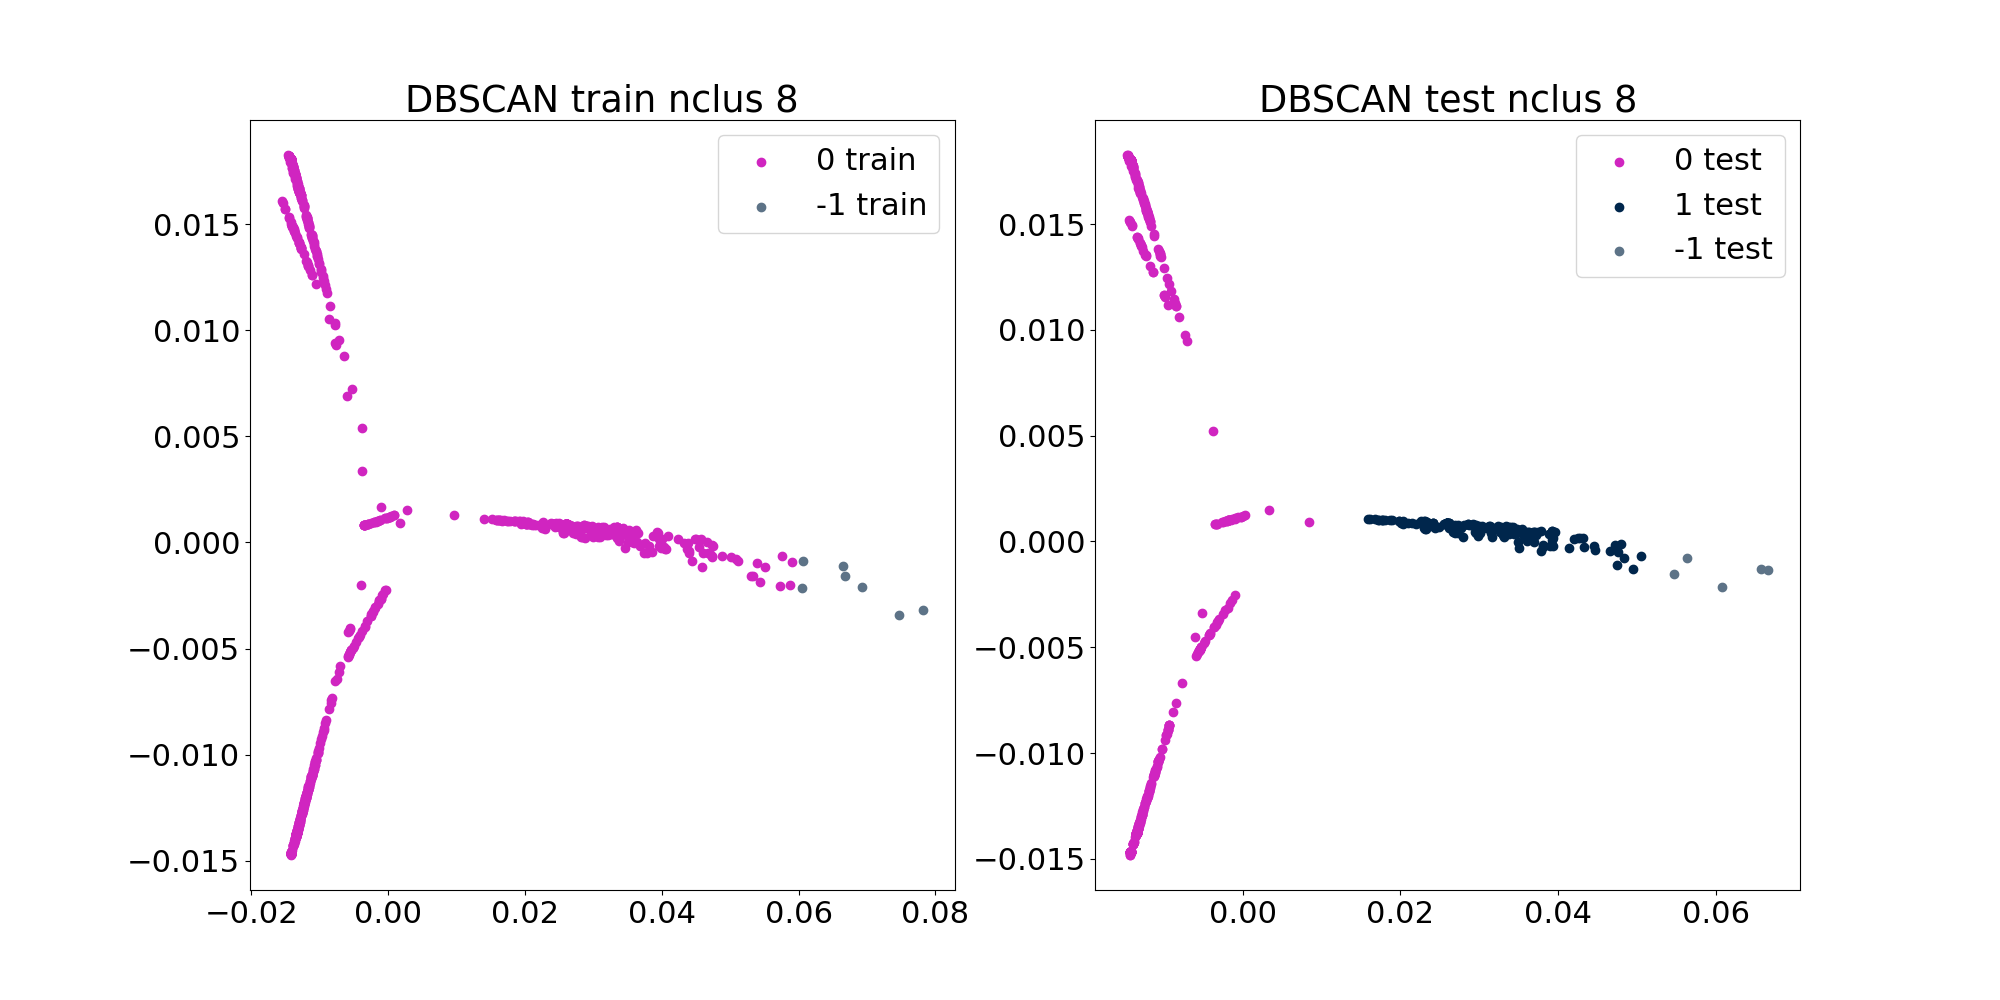 DBSCAN train nclus 8
0 train
-1 train
0.015
0.010
0.005
0.000
−0.005
−0.010
−0.015
−0.02 0.00 0.02 0.04 0.06 0.08
DBSCAN test nclus 8
0 test
1 test
-1 test
0.015
0.010
0.005
0.000
−0.005
−0.010
−0.015
0.00 0.02 0.04 0.06